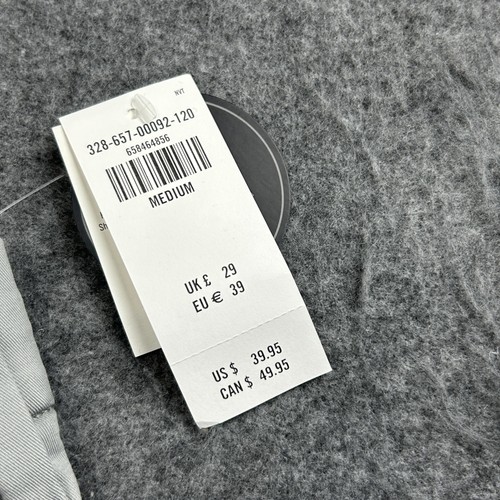 NVT
328-657-00092-120
658464856
MEDIUM
UK £ 29
EU € 39
US $ 39.95
CAN $ 49.95